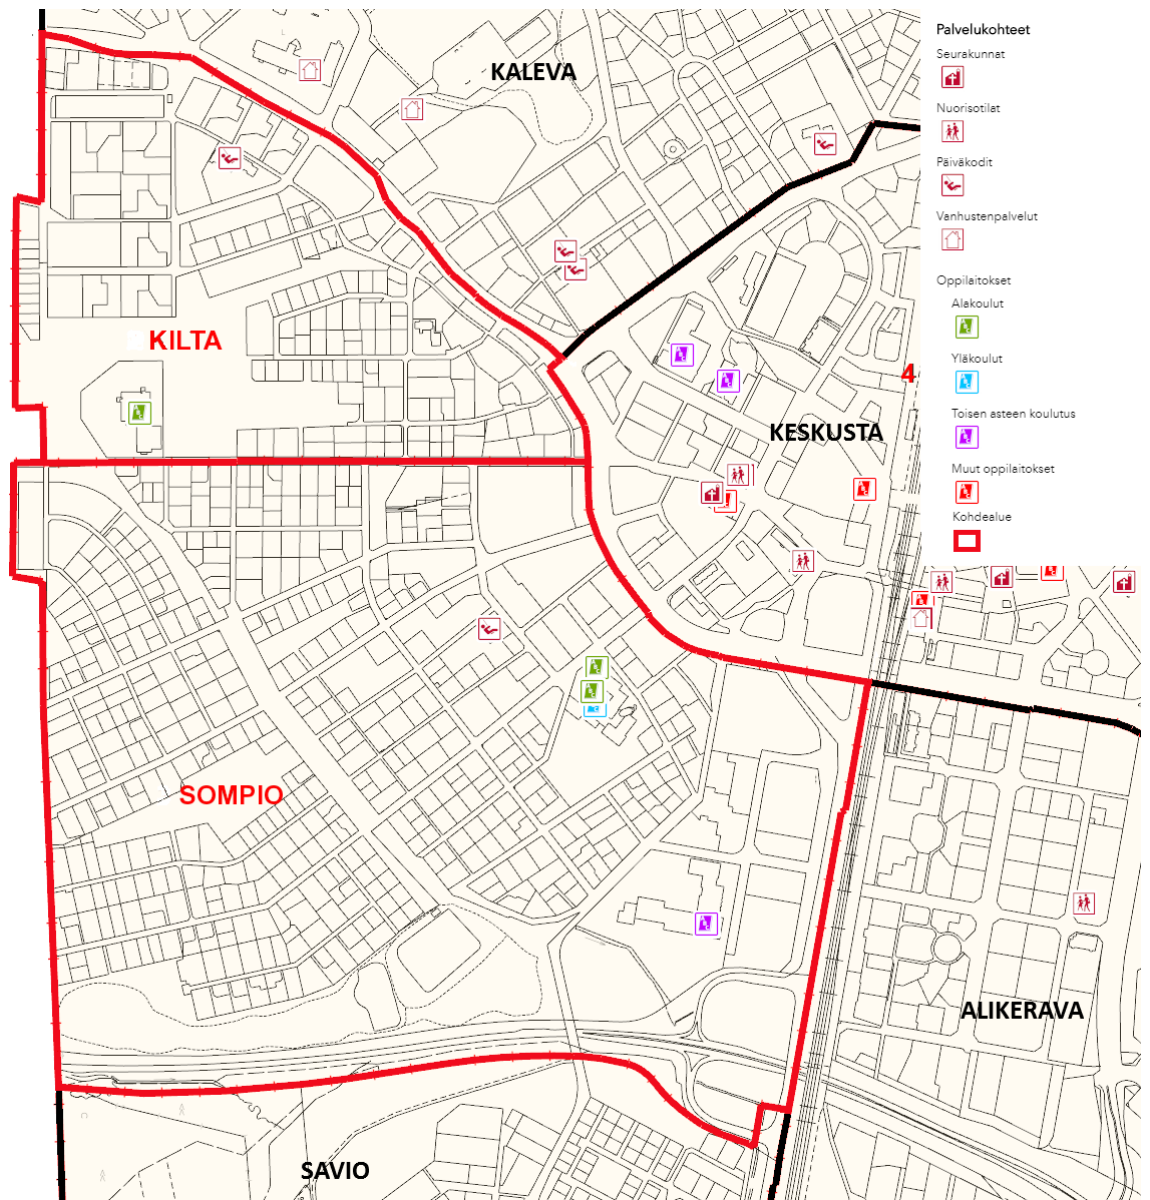 Palvelukohteet
Seurakunnat
Nuorisotilat
Päiväkodit
Vanhustenpalvelut
Oppilaitokset
Alakoulut
Yläkoulut
Toisen asteen koulutus
Muut oppilaitokset
Kohdealue
KALEVA
KILTA
4
KESKUSTA
SOMPIO
ALIKERAVA
SAVIO